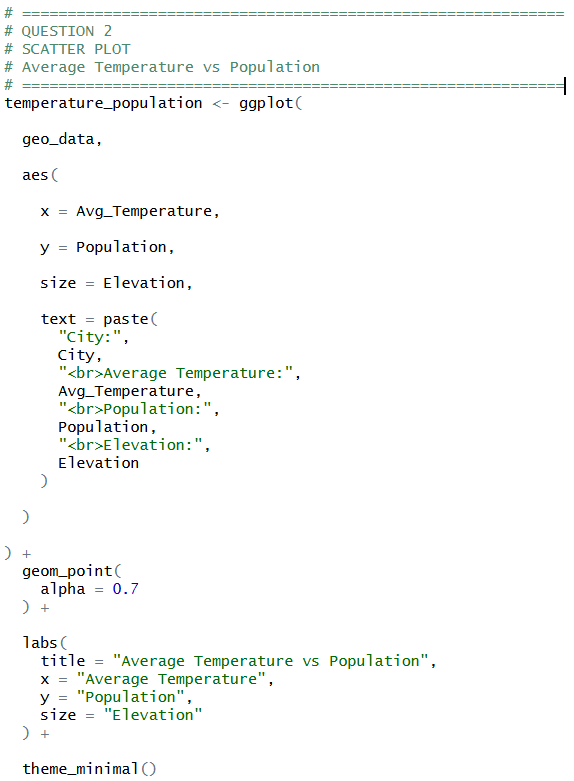 # ============================================================
# QUESTION 2
# SCATTER PLOT
# Average Temperature vs Population
# ============================================================
temperature_population <- ggplot(
  geo_data,
  aes(
    x = Avg_Temperature,
    y = Population,
    size = Elevation,
    text = paste(
      "City:",
      City,
      "<br>Average Temperature:",
      Avg_Temperature,
      "<br>Population:",
      Population,
      "<br>Elevation:",
      Elevation
    )
  )
) +
  geom_point(
    alpha = 0.7
  ) +
  labs(
    title = "Average Temperature vs Population",
    x = "Average Temperature",
    y = "Population",
    size = "Elevation"
  ) +
  theme_minimal()